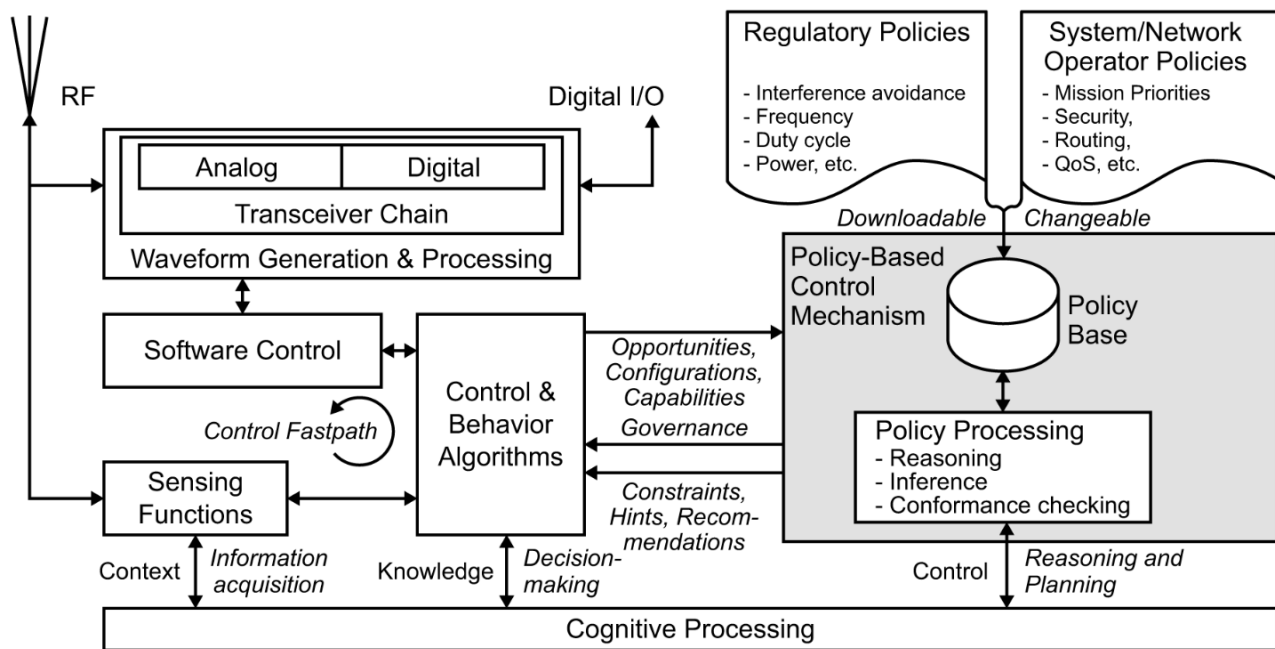 RF
Digital I/O
Analog
Digital
Transceiver Chain
Waveform Generation & Processing
Software Control
Control Fastpath
Sensing
Functions
Control &
Behavior
Algorithms
Regulatory Policies
- Interference avoidance
- Frequency
- Duty cycle
- Power, etc.
System/Network
Operator Policies
- Mission Priorities
- Security,
- Routing,
- QoS, etc.
Downloadable
Changeable
Policy-Based
Control
Mechanism
Policy
Base
Opportunities,
Configurations,
Capabilities
Governance
Constraints,
Hints, Recom-
mendations
Policy Processing
- Reasoning
- Inference
- Conformance checking
Context
Information
acquisition
Knowledge
Decision-
making
Control
Reasoning and
Planning
Cognitive Processing